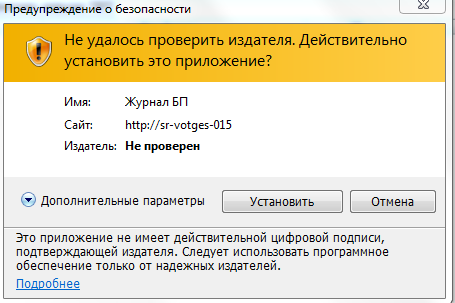 Предупреждение о безопасности
Не удалось проверить издателя. Действительно
установить это приложение?
Имя: Журнал БП
Сайт: http://sr-votges-015
Издатель: Не проверен
Дополнительные параметры Установить Отмена
Это приложение не имеет действительной цифровой подписи,
подтверждающей издателя. Следует использовать программное
обеспечение только от надежных издателей.
Подробнее